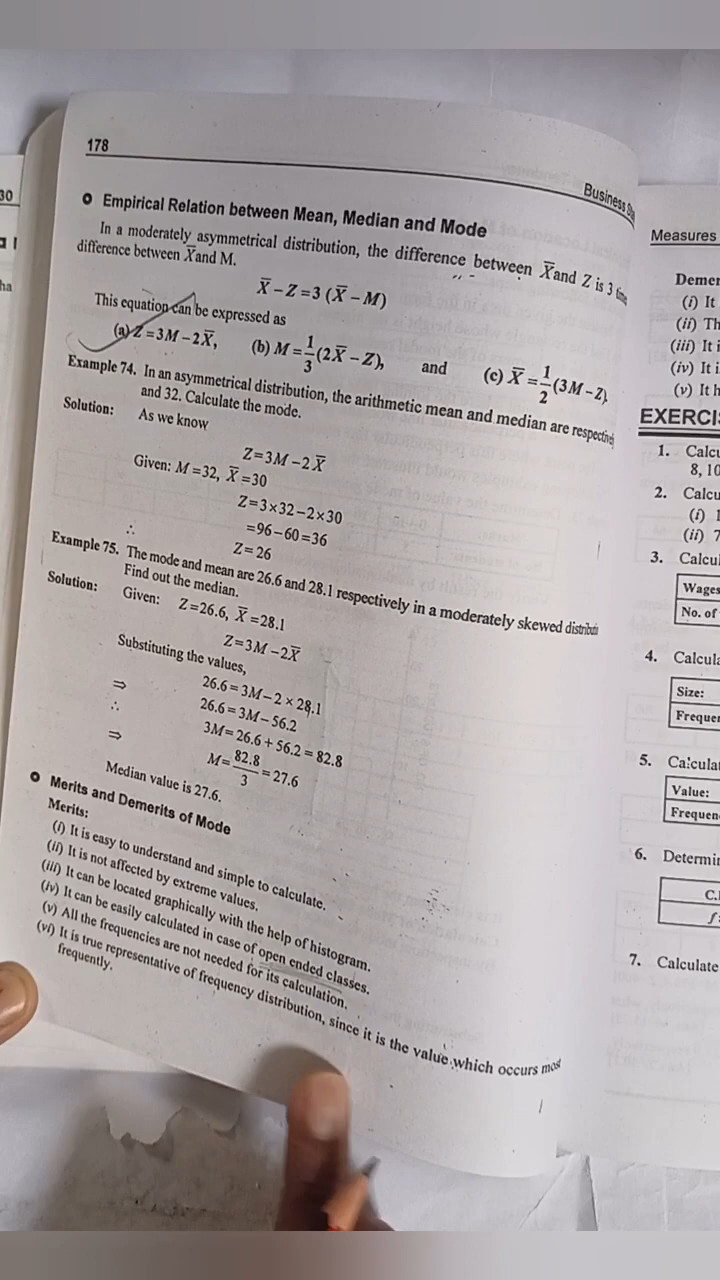 178
Business
Empirical Relation between Mean, Median and Mode
In a moderately asymmetrical distribution, the difference between X̅ and Z is 3
difference between X̅ and M.
X̅ – Z = 3 (X̅ – M)
This equation can be expressed as
(a) Z = 3M – 2X̅, (b) M = 1/3 (2X̅ – Z), and (c) X̅ = 1/2 (3M – Z),
Example 74. In an asymmetrical distribution, the arithmetic mean and median are
and 32. Calculate the mode.
Solution: As we know
Z = 3M – 2X̅
Given: M = 32, X̅ = 30
Z = 3×32 – 2×30
= 96 – 60 = 36
∴ Z = 26
Example 75. The mode and mean are 26.6 and 28.1 respectively in a moderately skewed
Find out the median.
Solution: Given: Z = 26.6, X̅ = 28.1
Z = 3M – 2X̅
Substituting the values,
26.6 = 3M – 2 × 28.1
⇒ 26.6 = 3M – 56.2
∴ 3M = 26.6 + 56.2 = 82.8
⇒ M = 82.8/3 = 27.6
Median value is 27.6.
Merits and Demerits of Mode
Merits:
(i) It is easy to understand and simple to calculate.
(ii) It is not affected by extreme values.
(iii) It can be located graphically with the help of histogram.
(iv) It can be easily calculated in case of open ended classes.
(v) All the frequencies are not needed for its calculation.
(vi) It is true representative of frequency distribution, since it is the value which occurs most
frequently.
30
ha
Measures
Demer
(i) It
(ii) Th
(iii) It i
(iv) It i
(v) It h
EXERCI
1. Calcu
8, 10
2. Calcu
(i) 1
(ii) 7
3. Calcul
Wages
No. of
4. Calcula
Size:
Frequen
5. Calculat
Value:
Frequen
6. Determin
C.I
f:
7. Calculate